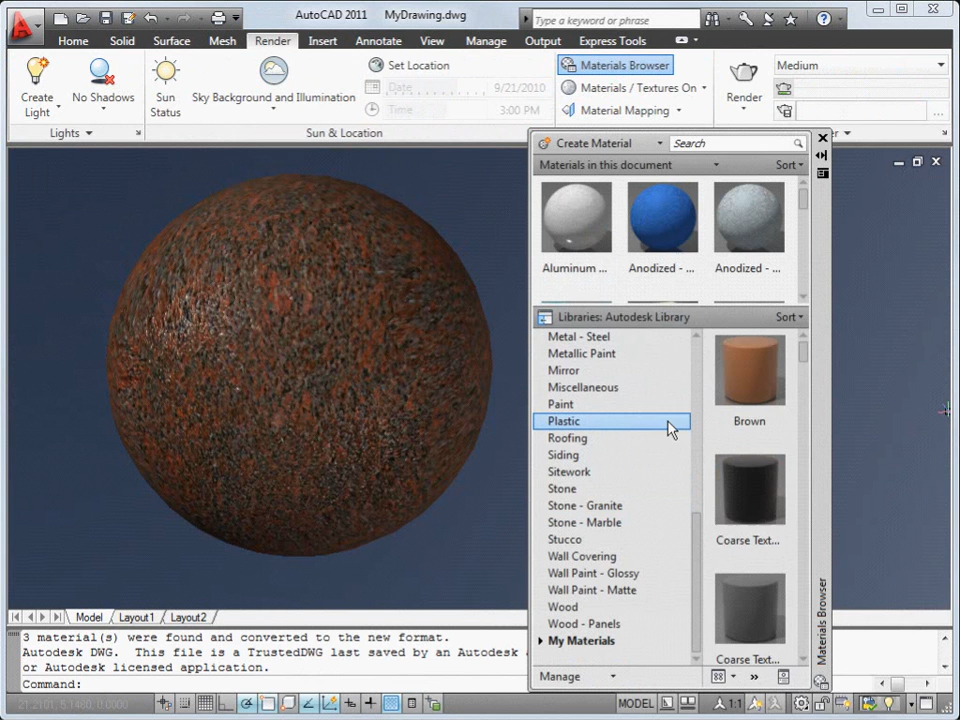 AutoCAD 2011 MyDrawing.dwg
Type a keyword or phrase
Home Solid Surface Mesh Render Insert Annotate View Manage Output Express Tools
Create Light
No Shadows
Sun Status
Sky Background and Illumination
Set Location
Date 9/21/2010
Time 3:00 PM
Materials Browser
Materials / Textures On
Material Mapping
Render
Medium
Lights
Sun & Location
Create Material
Search
Materials in this document
Sort
Aluminum ...
Anodized - ...
Anodized - ...
Libraries: Autodesk Library
Sort
Metal - Steel
Metallic Paint
Mirror
Miscellaneous
Paint
Plastic
Roofing
Siding
Sitework
Stone
Stone - Granite
Stone - Marble
Stucco
Wall Covering
Wall Paint - Glossy
Wall Paint - Matte
Wood
Wood - Panels
My Materials
Brown
Coarse Text...
Coarse Text...
Manage
Materials Browser
Model Layout1 Layout2
3 material(s) were found and converted to the new format.
Autodesk DWG. This file is a TrustedDWG last saved by an Autodesk
or Autodesk licensed application.
Command:
MODEL
1:1